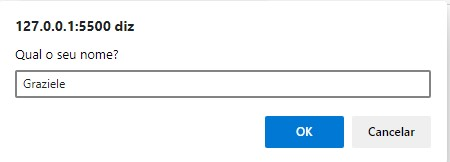 127.0.0.1:5500 diz
Qual o seu nome?
Graziele
OK
Cancelar